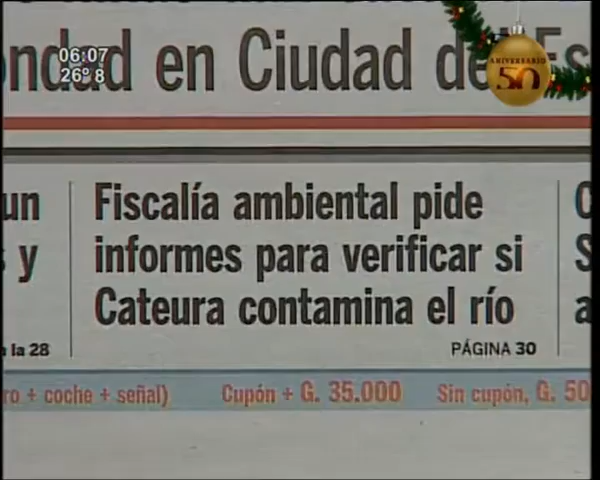 ndad en Ciudad de
06:07
26° 8
ANIVERSARIO
50
un
y
a la 28
Fiscalía ambiental pide
informes para verificar si
Cateura contamina el río
PÁGINA 30
C
S
a
ro + coche + señal)
Cupón + G. 35.000
Sin cupón, G. 50